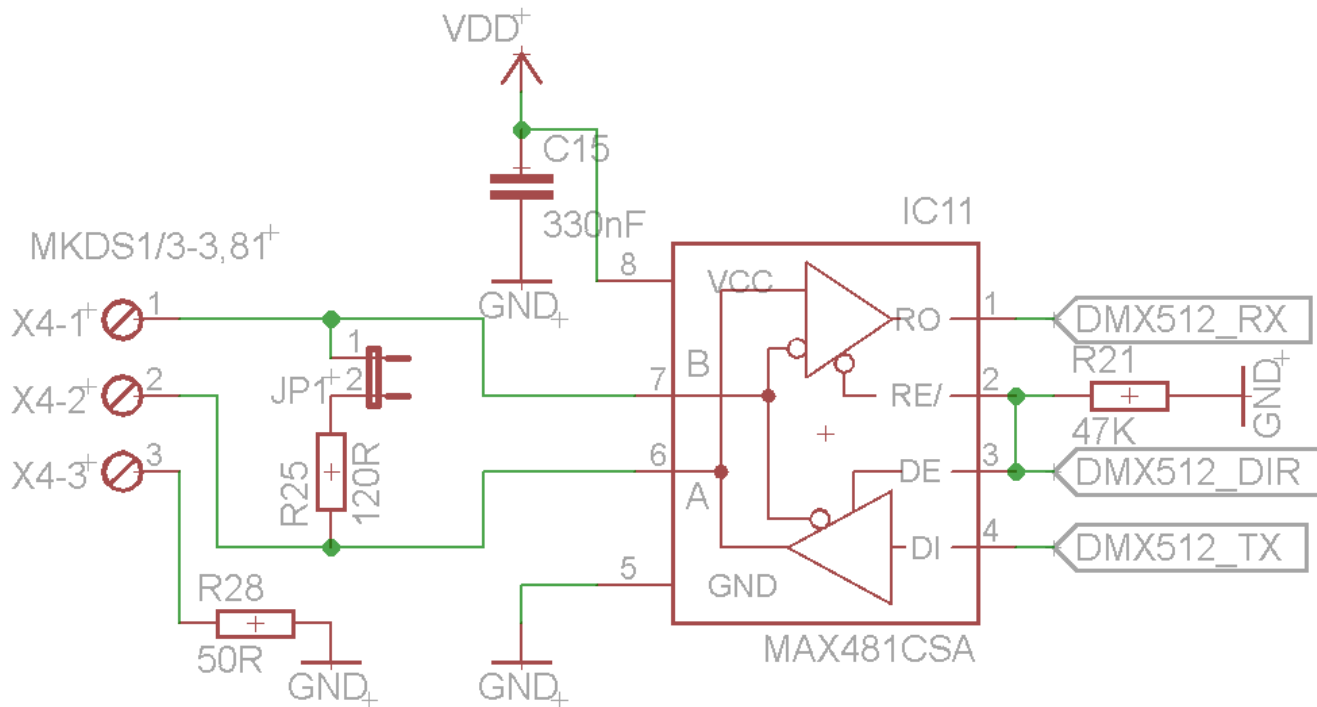 VDD
C15
330nF
GND
IC11
MKDS1/3-3,81
X4-1
1
X4-2
2
X4-3
3
1
2
JP1
R25
120R
R28
50R
GND
GND
8
7
6
5
VCC
B
A
GND
RO
RE/
DE
DI
MAX481CSA
1
2
3
4
DMX512_RX
R21
47K
GND
DMX512_DIR
DMX512_TX